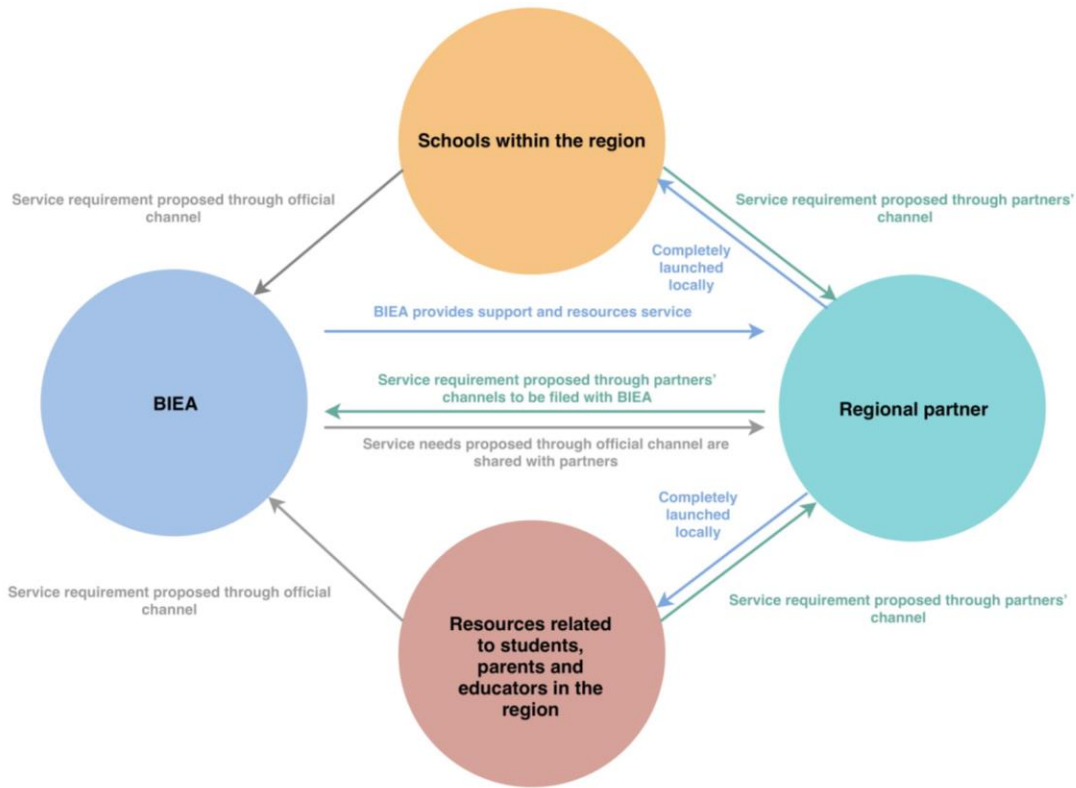 Schools within the region
Service requirement proposed through official
channel
Service requirement proposed through partners'
channel
Completely
launched
locally
BIEA provides support and resources service
Service requirement proposed through partners'
channels to be filed with BIEA
BIEA
Regional partner
Service needs proposed through official channel are
shared with partners
Completely
launched
locally
Service requirement proposed through official
channel
Service requirement proposed through partners'
channel
Resources related
to students,
parents and
educators in the
region